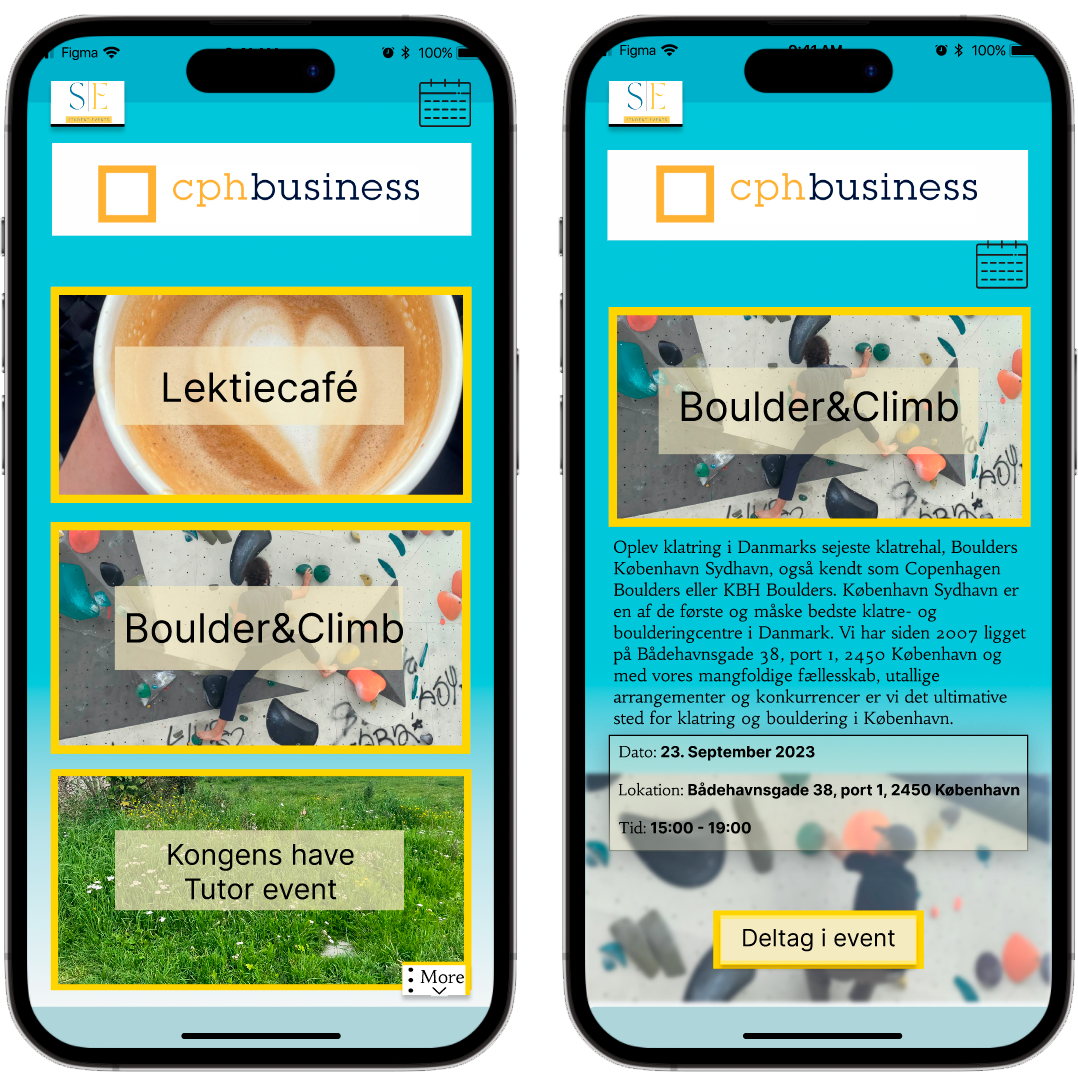 Figma
100%
S|E
STUDENT EVENTS
cphbusiness
Lektiecafé
Boulder&Climb
Kongens have
Tutor event
More
Figma
9:41 AM
100%
S|E
STUDENT EVENTS
cphbusiness
Boulder&Climb
Oplev klatring i Danmarks sejeste klatrehal, Boulders
København Sydhavn, også kendt som Copenhagen
Boulders eller KBH Boulders. København Sydhavn er
en af de første og måske bedste klatre- og
boulderingcentre i Danmark. Vi har siden 2007 ligget
på Bådehavnsgade 38, port 1, 2450 København og
med vores mangfoldige fællesskab, utallige
arrangementer og konkurrencer er vi det ultimative
sted for klatring og bouldering i København.
Dato: 23. September 2023
Lokation: Bådehavnsgade 38, port 1, 2450 København
Tid: 15:00 - 19:00
Deltag i event